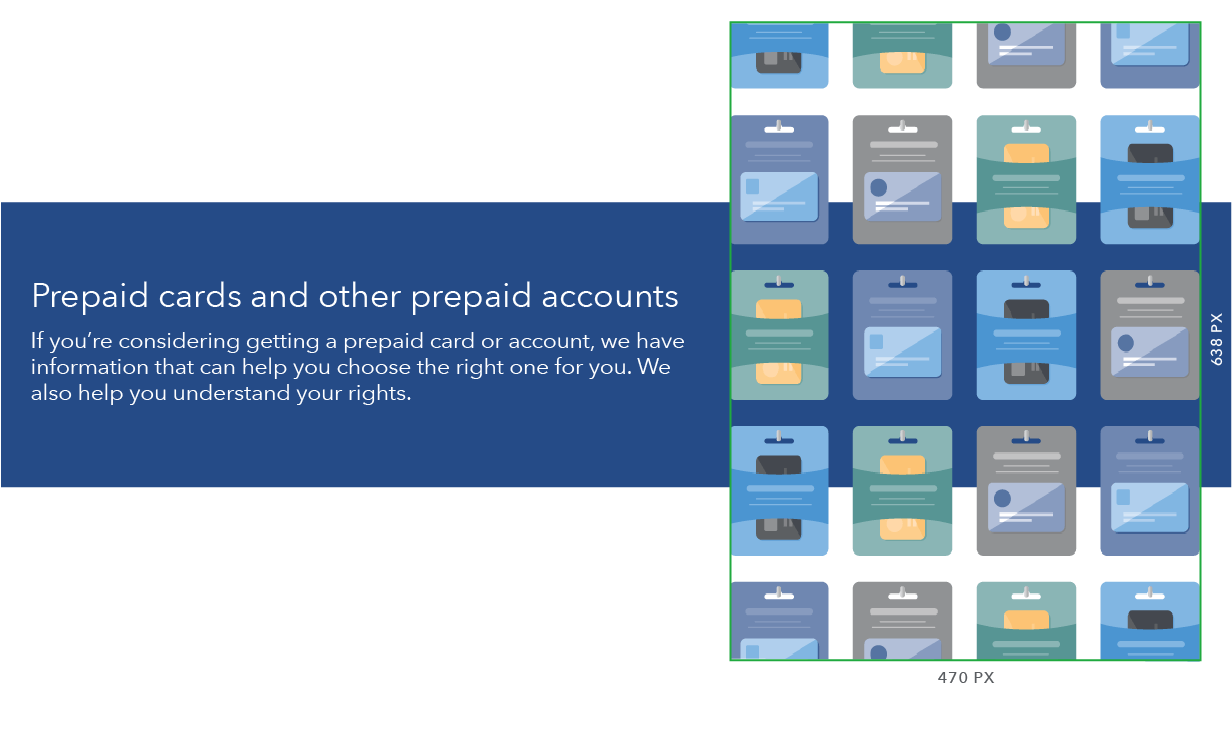 Prepaid cards and other prepaid accounts
If you’re considering getting a prepaid card or account, we have
information that can help you choose the right one for you. We
also help you understand your rights.
638 PX
470 PX